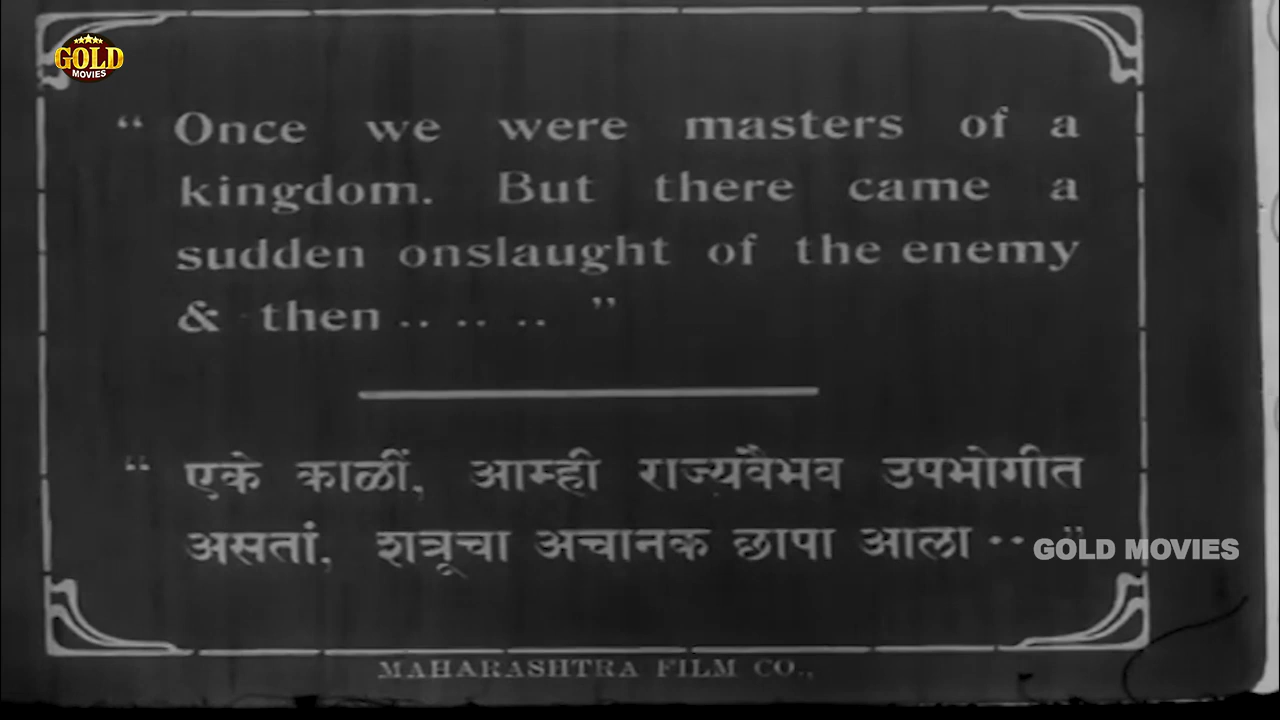 GOLD
MOVIES
“ Once we were masters of a
kingdom. But there came a
sudden onslaught of the enemy
& then .. .. .. ”
“ एके काळीं, आम्ही राज्यवैभव उपभोगीत
असतां, शत्रूचा अचानक छापा आला .. ”
GOLD MOVIES
MAHARASHTRA FILM CO.,